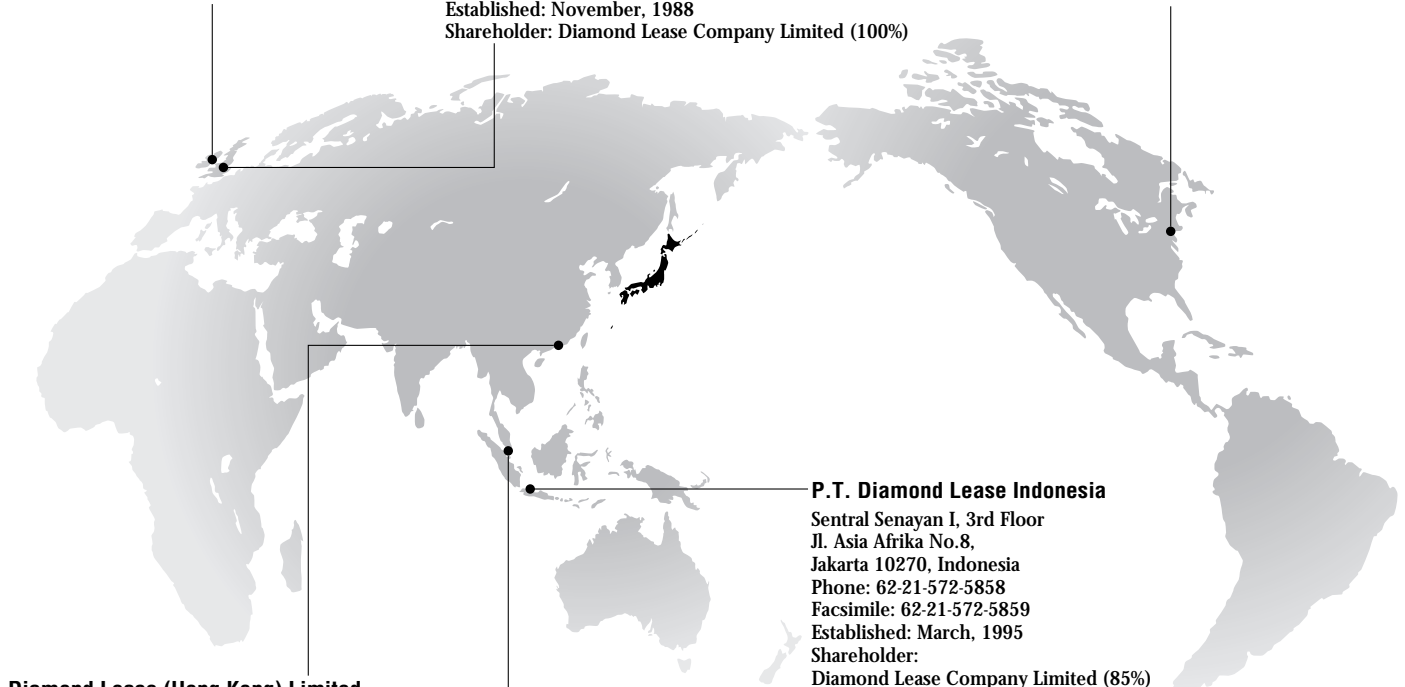 Established: November, 1988
Shareholder: Diamond Lease Company Limited (100%)
P.T. Diamond Lease Indonesia
Sentral Senayan I, 3rd Floor
Jl. Asia Afrika No.8,
Jakarta 10270, Indonesia
Phone: 62-21-572-5858
Facsimile: 62-21-572-5859
Established: March, 1995
Shareholder:
Diamond Lease Company Limited (85%)
Diamond Lease (Hong Kong) Limited